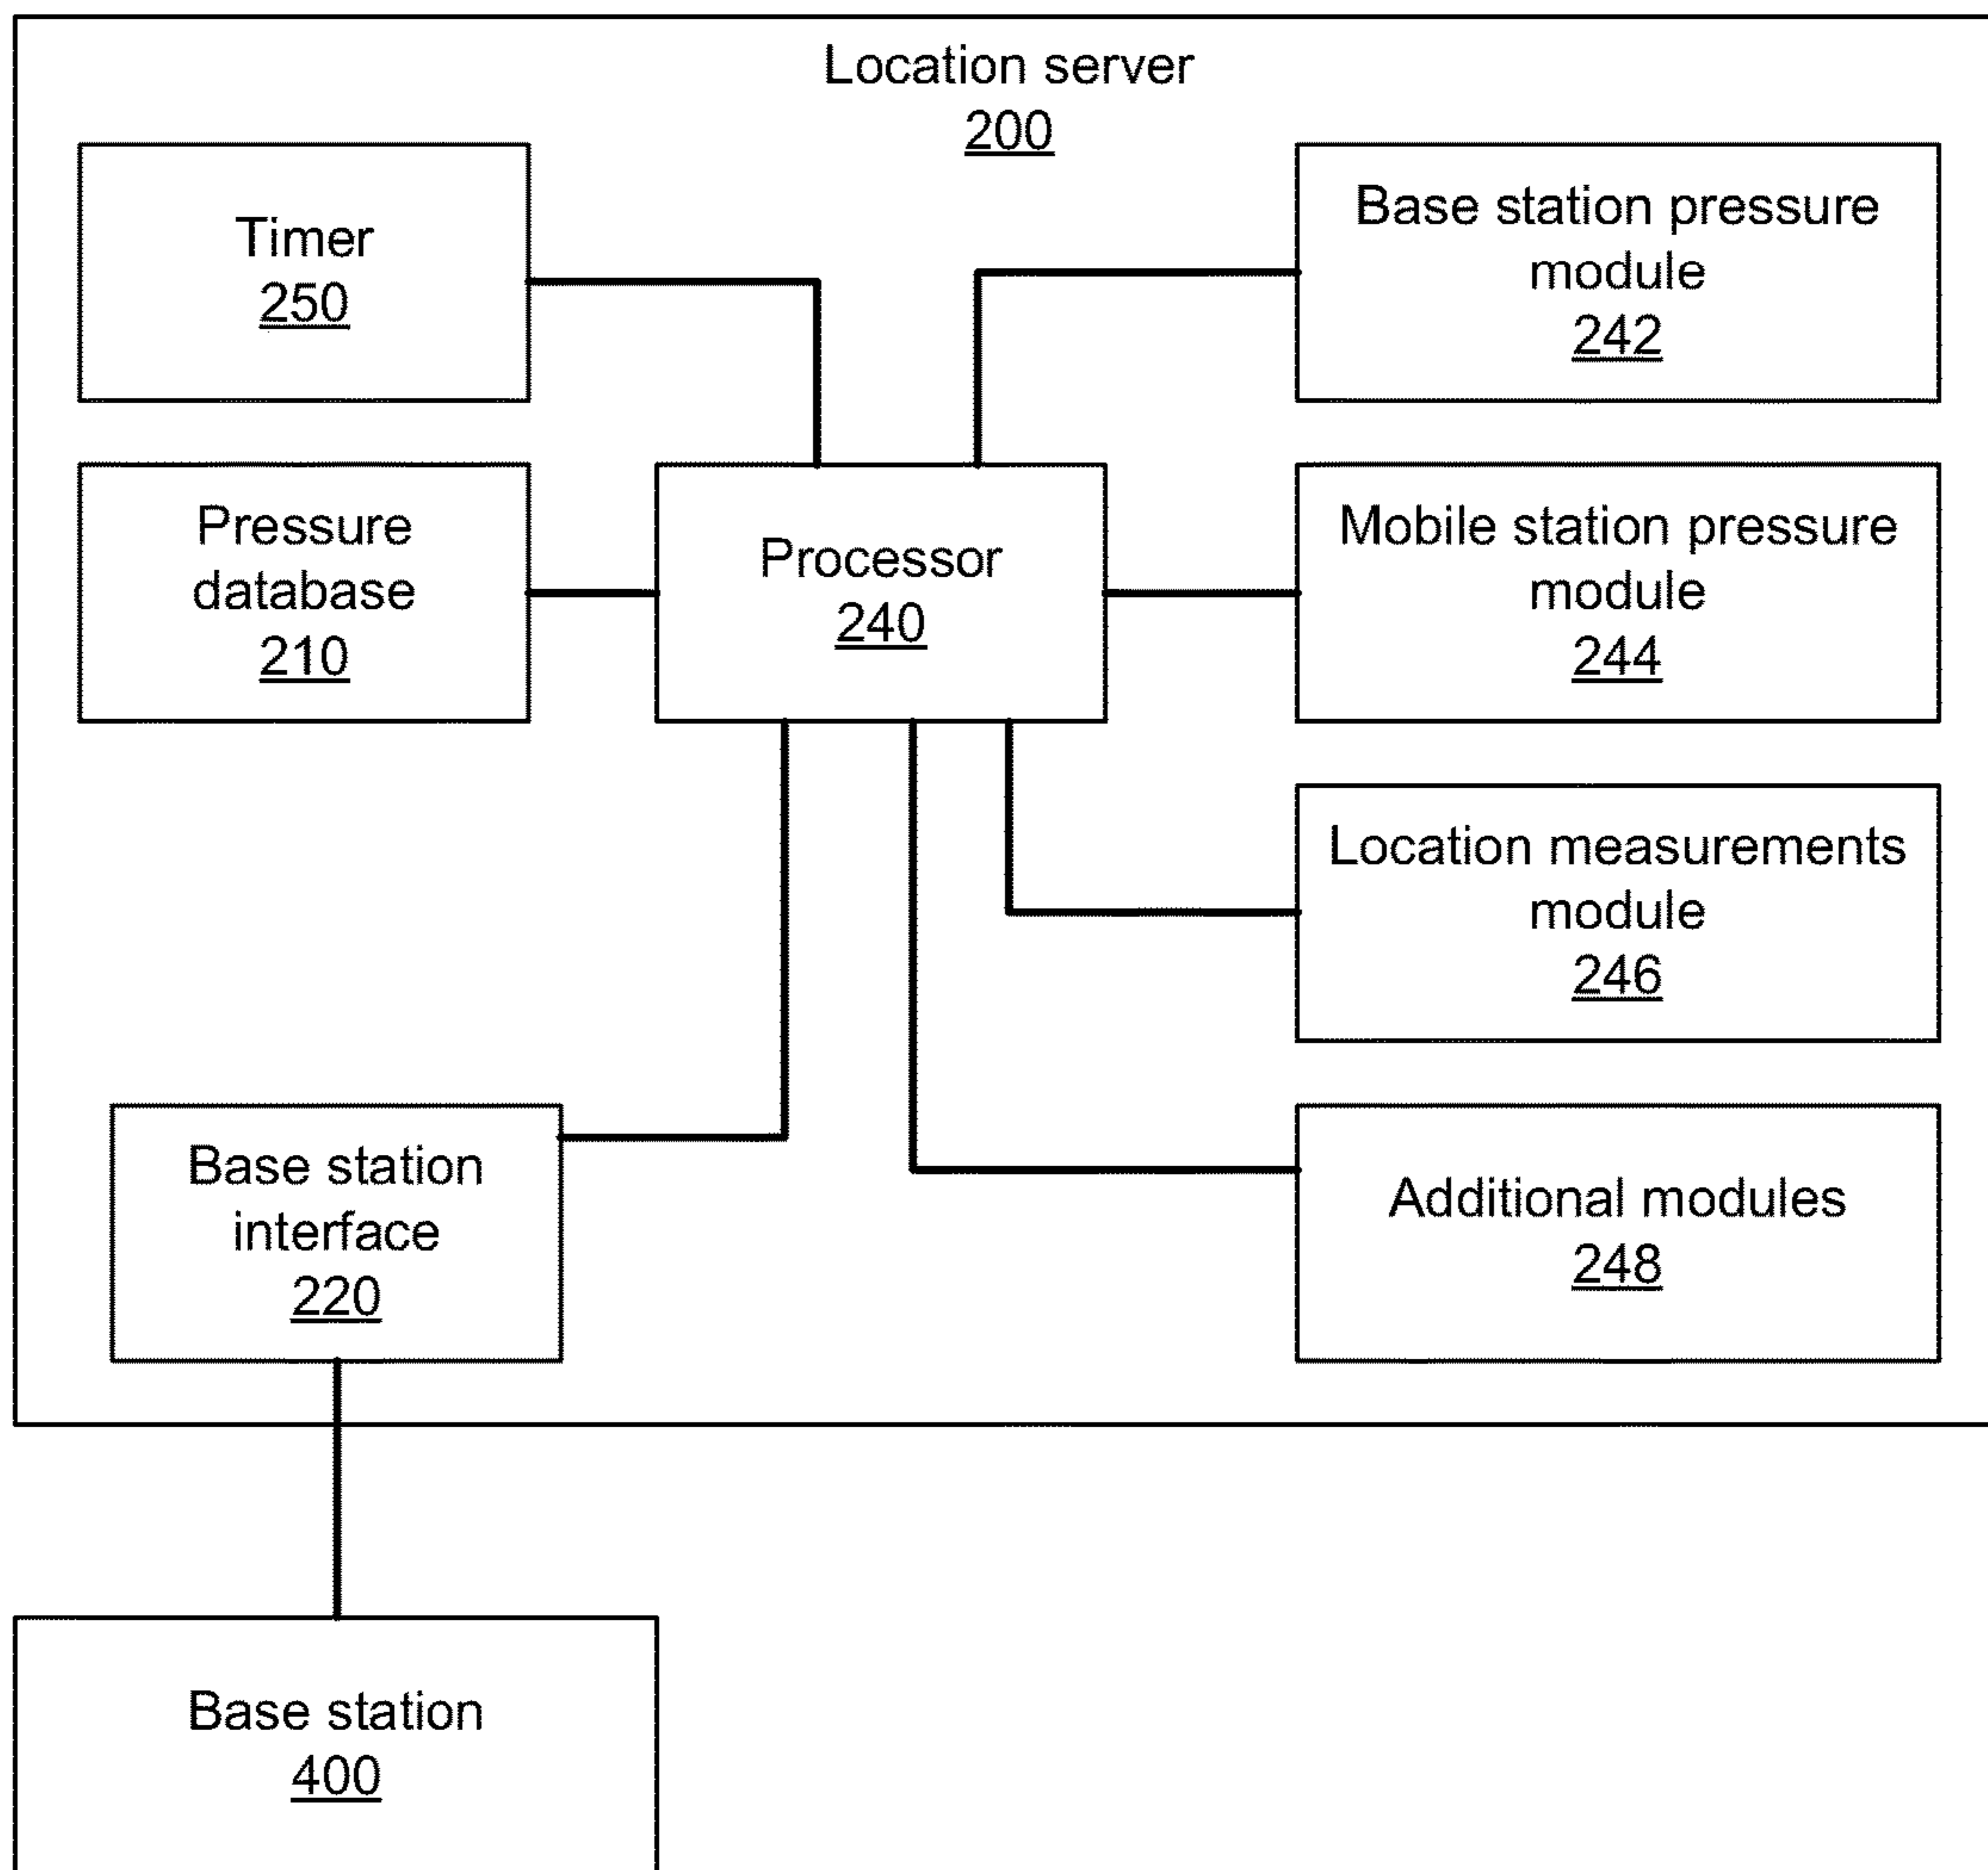 Location server
200
Timer
250
Base station pressure
module
242
Pressure
database
210
Processor
240
Mobile station pressure
module
244
Location measurements
module
246
Base station
interface
220
Additional modules
248
Base station
400